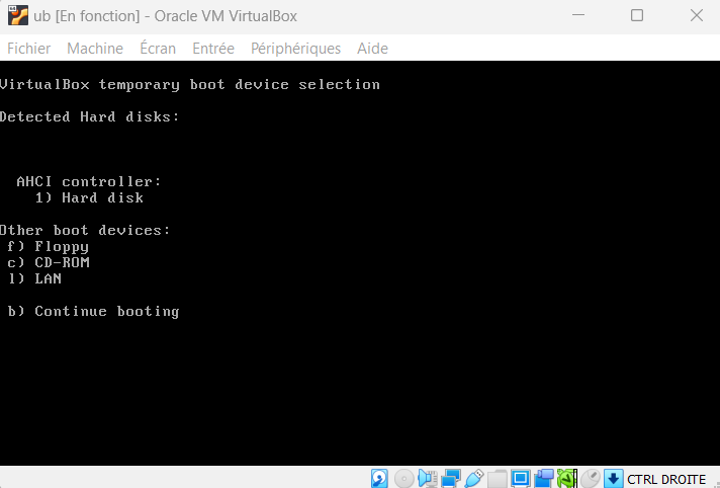 ub [En fonction] - Oracle VM VirtualBox
Fichier Machine Écran Entrée Périphériques Aide
VirtualBox temporary boot device selection
Detected Hard disks:
AHCI controller:
1) Hard disk
Other boot devices:
f) Floppy
c) CD-ROM
l) LAN
b) Continue booting
CTRL DROITE